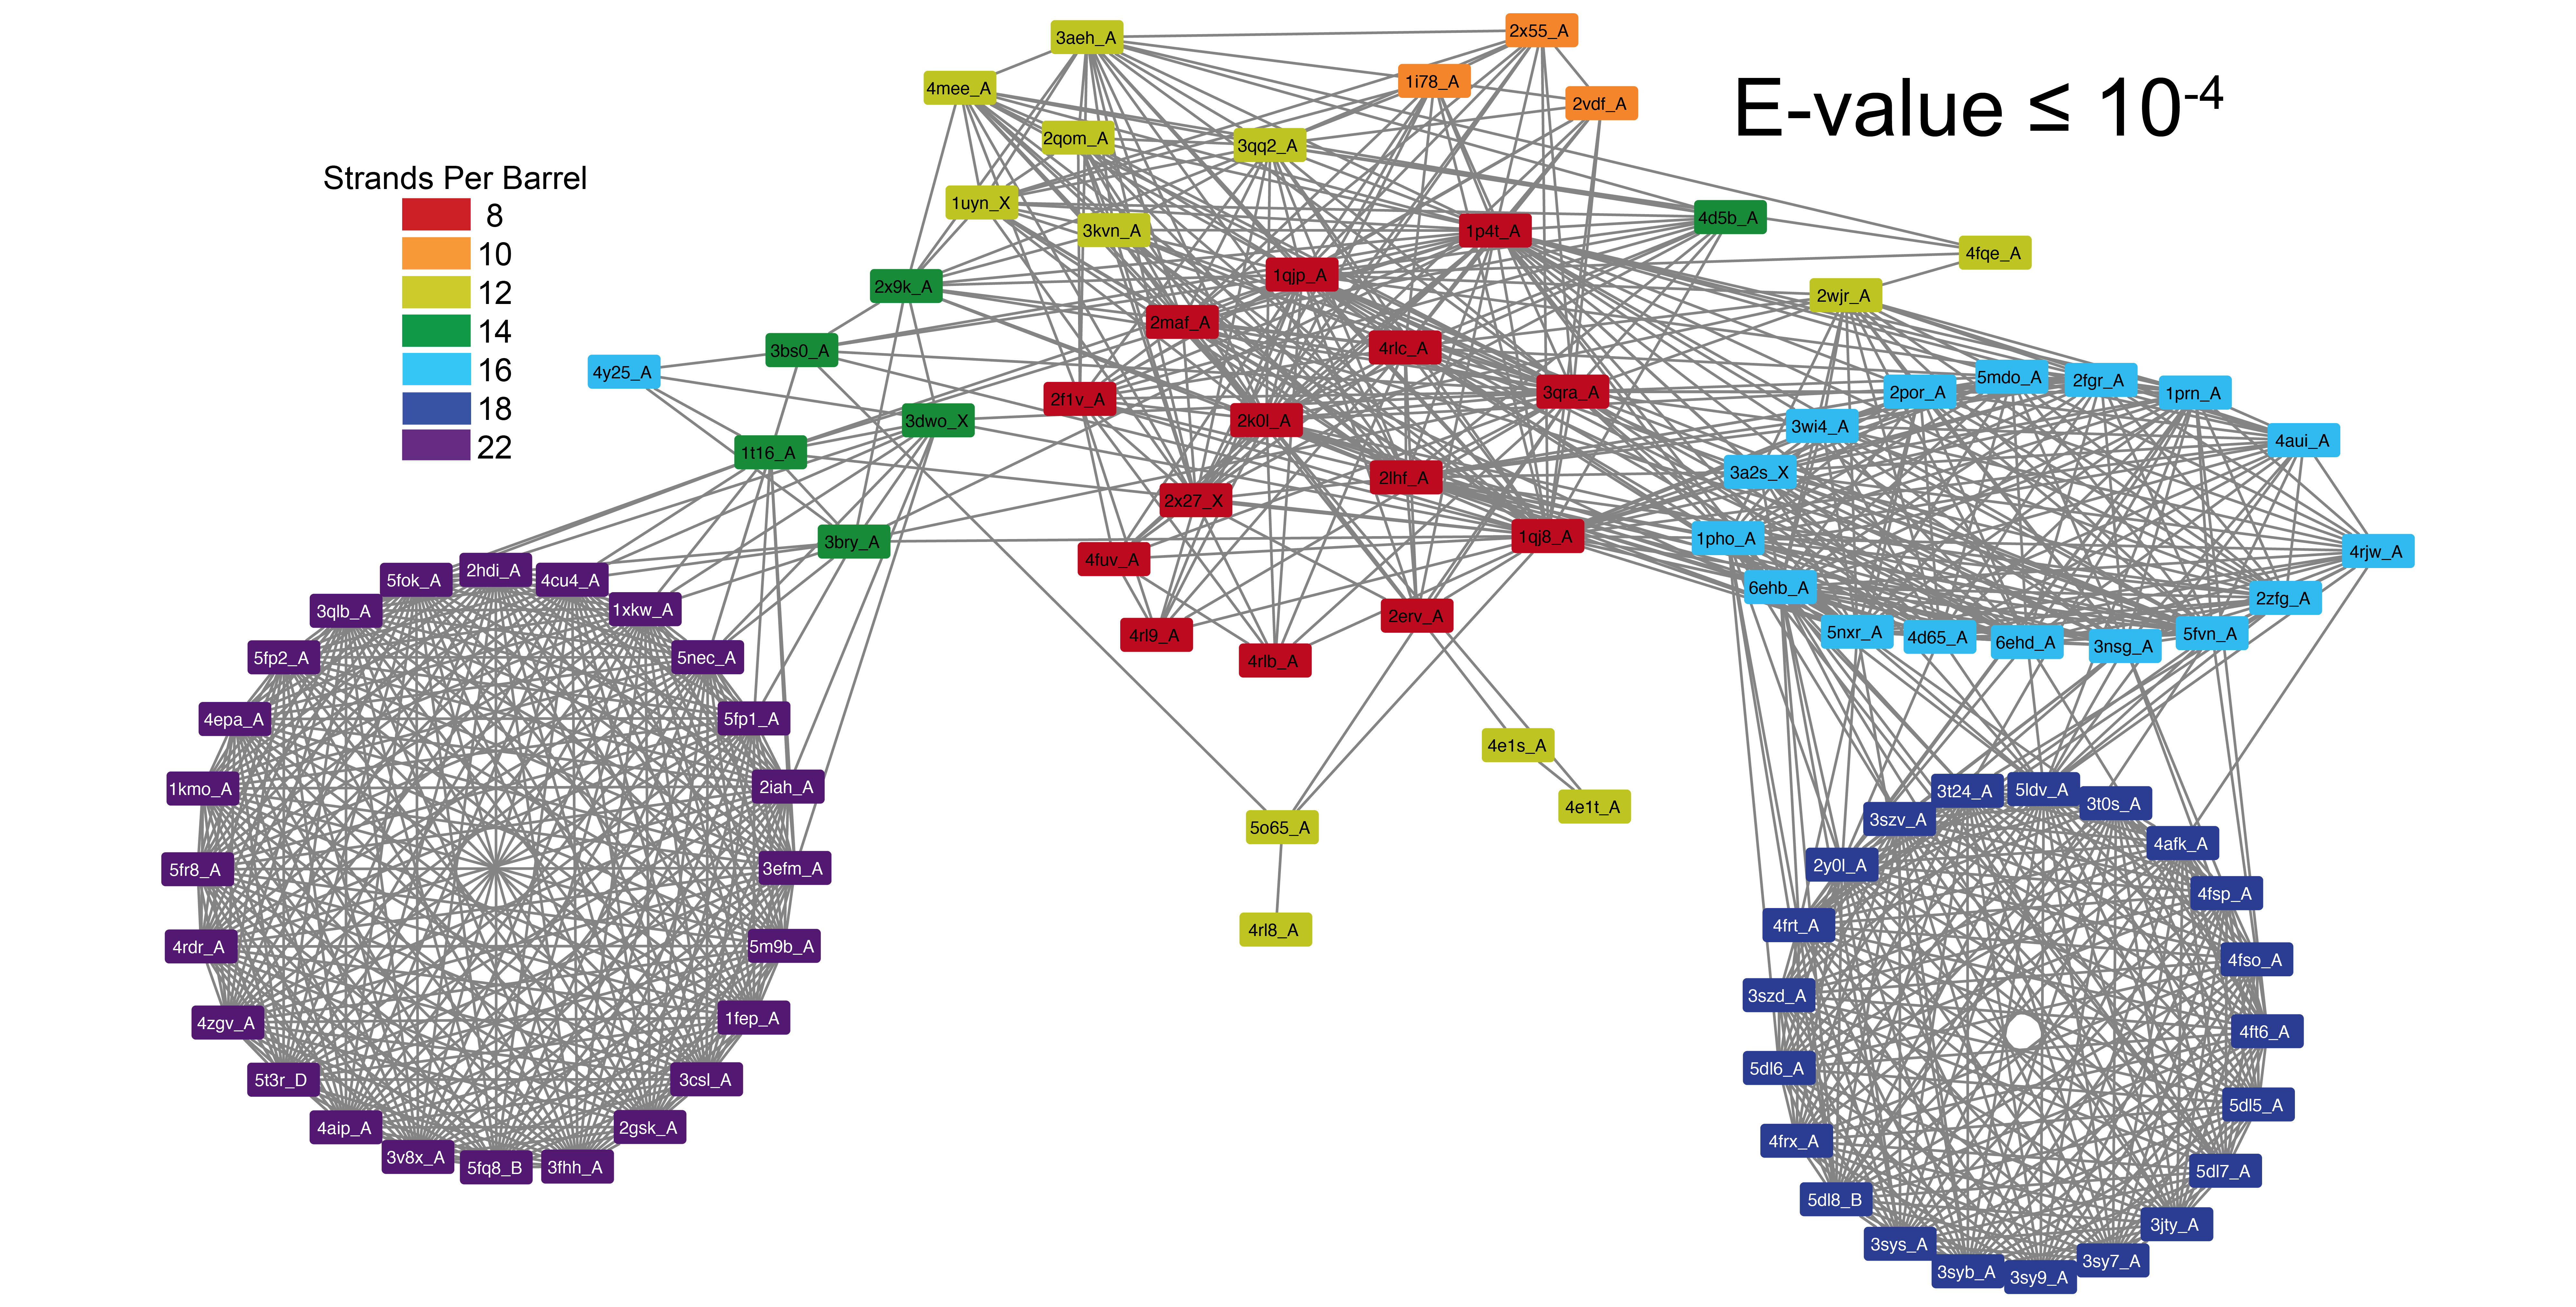 E-value ≤ 10-4
Strands Per Barrel
8
10
12
14
16
18
22
3aeh_A
2x55_A
4mee_A
1i78_A
2vdf_A
2qom_A
3qq2_A
1uyn_X
3kvn_A
1p4t_A
4d5b_A
4fqe_A
2x9k_A
1qjp_A
2wjr_A
2maf_A
3bs0_A
4rlc_A
4y25_A
2f1v_A
3qra_A
3dwo_X
2k0l_A
1t16_A
2lhf_A
2x27_X
3bry_A
1qj8_A
4fuv_A
2erv_A
4rl9_A
4rlb_A
4e1s_A
4e1t_A
5o65_A
4rl8_A
2por_A
5mdo_A
2fgr_A
1prn_A
3wi4_A
4aui_A
3a2s_X
1pho_A
4rjw_A
6ehb_A
2zfg_A
5nxr_A
4d65_A
6ehd_A
3nsg_A
5fvn_A
5fok_A
2hdi_A
4cu4_A
3qlb_A
1xkw_A
5fp2_A
5nec_A
4epa_A
5fp1_A
1kmo_A
2iah_A
5fr8_A
3efm_A
4rdr_A
5m9b_A
4zgv_A
1fep_A
5t3r_D
3csl_A
4aip_A
2gsk_A
3v8x_A
5fq8_B
3fhh_A
3t24_A
5ldv_A
3t0s_A
3szv_A
4afk_A
2y0l_A
4fsp_A
4frt_A
4fso_A
3szd_A
4ft6_A
5dl6_A
5dl5_A
4frx_A
5dl7_A
5dl8_B
3jty_A
3sys_A
3syb_A
3sy9_A
3sy7_A